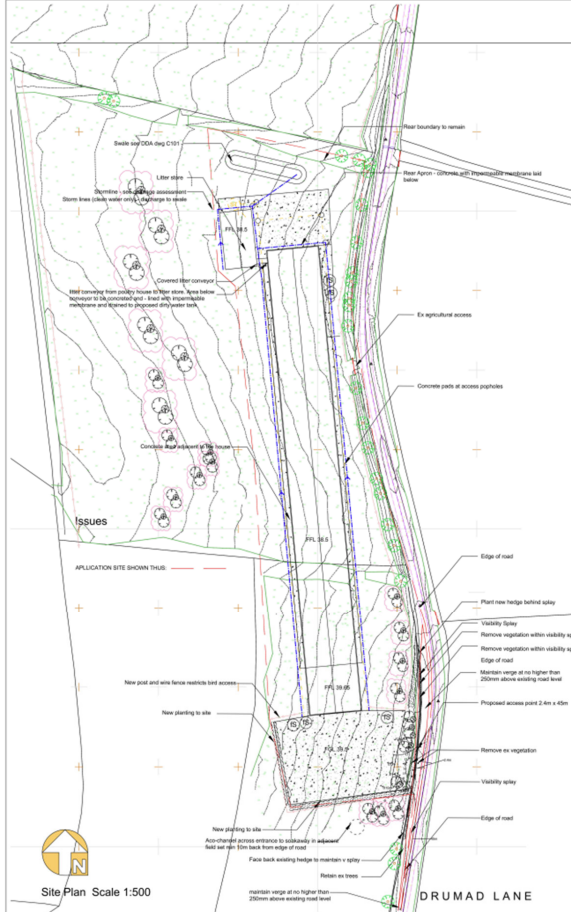 Rear boundary to remain
Swale see DDA dwg C101
Litter store
Rear Apron - concrete with impermeable membrane laid
below
Storm lines (clean water only) - discharge to swale
FFL 38.5
Covered litter conveyor
litter conveyor from poultry house to litter store. Area below
conveyor to be concreted and - lined with impermeable
membrane and drained to proposed dirty water tank
Ex agricultural access
Concrete pads at access popholes
Concrete area adjacent to the house
Issues
FFL 38.5
Edge of road
APLLICATION SITE SHOWN THUS:
Plant new hedge behind splay
Visibility Splay
Remove vegetation within visibility
Remove vegetation within visibility
Edge of road
Maintain verge at no higher than
250mm above existing road level
New post and wire fence restricts bird access
FFL 39.65
Proposed access point 2.4m x 45m
New planting to site
TS
TS
Remove ex vegetation
Visibility splay
Edge of road
New planting to site
Aco-channel across entrance to soakaway in adjacent
field set min 10m back from edge of road
Face back existing hedge to maintain v splay
Retain ex trees
N
Site Plan Scale 1:500
maintain verge at no higher than
250mm above existing road level
DRUMAD LANE